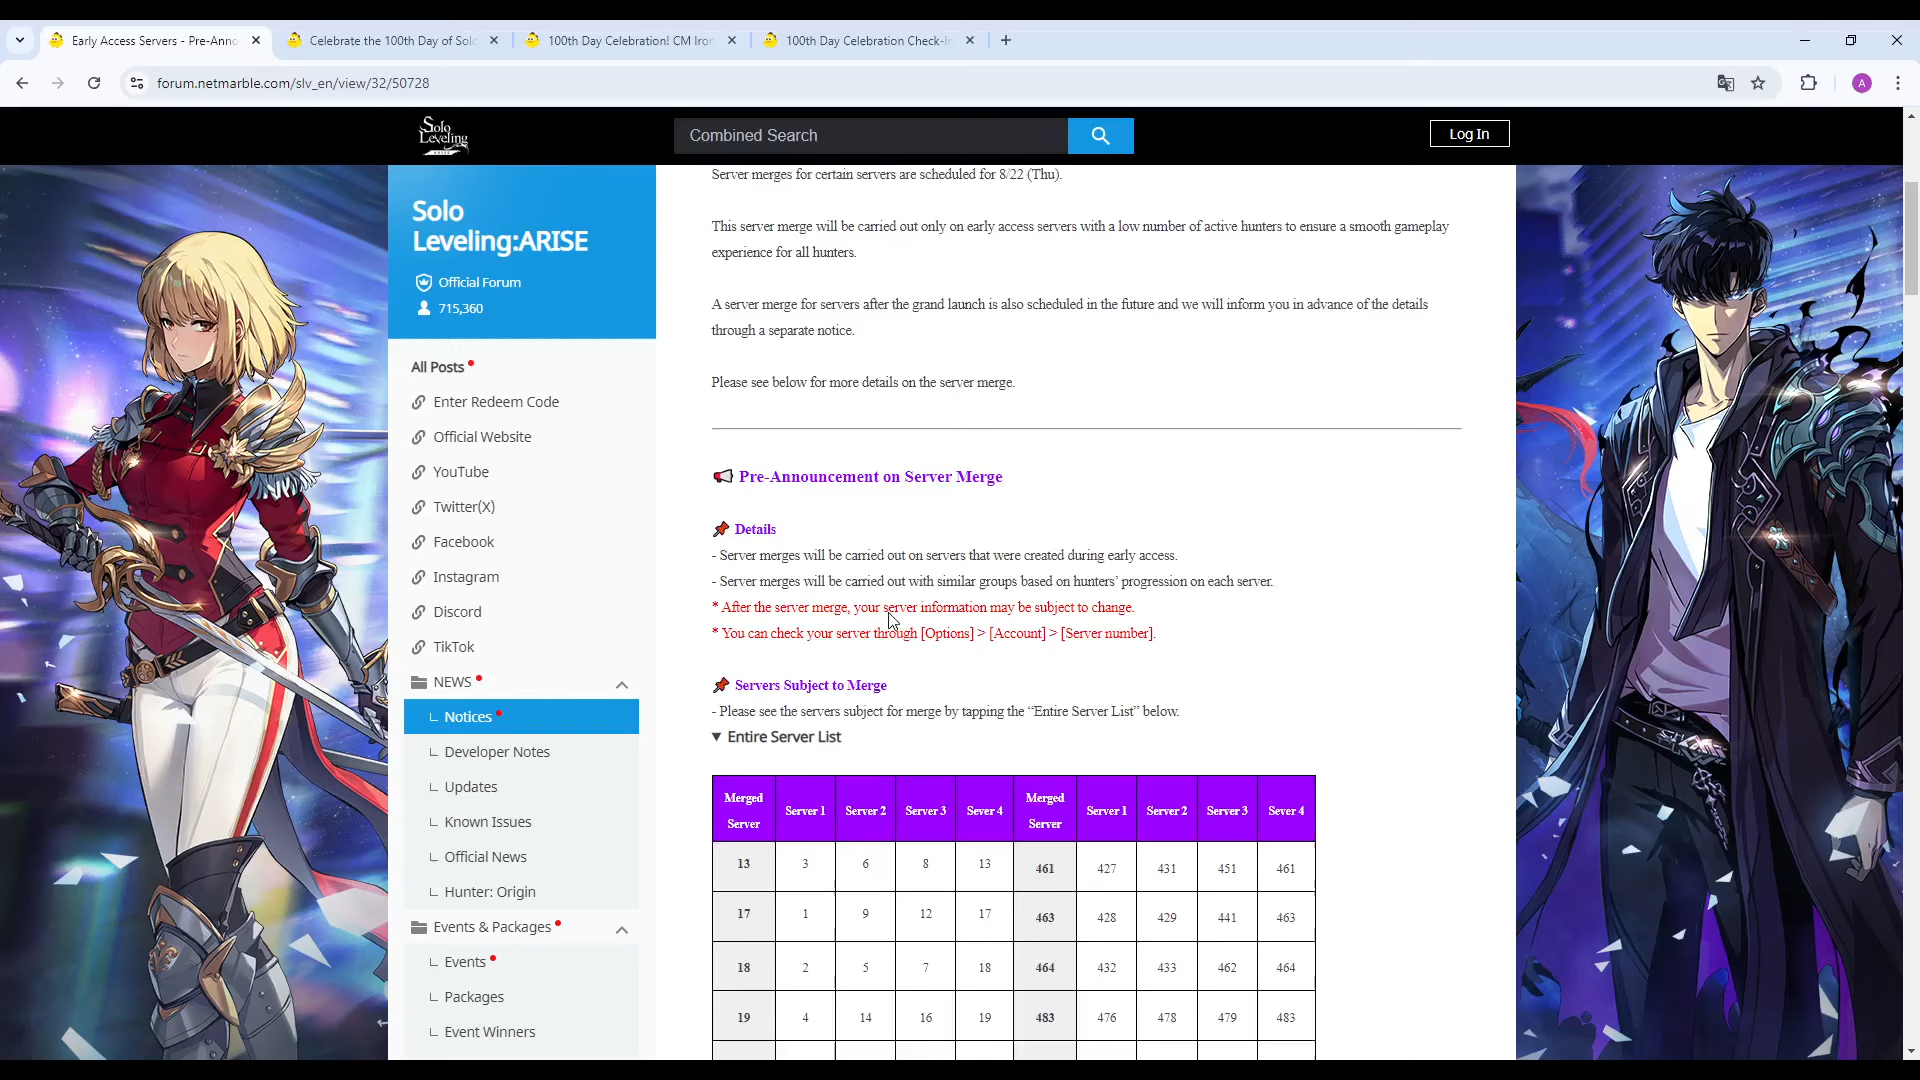 Early Access Servers - Pre-Anno
Celebrate the 100th Day of Solo
100th Day Celebration! CM Iron
100th Day Celebration Check-In
forum.netmarble.com/slv_en/view/32/50728
A
Solo Leveling ARISE
Combined Search
Log In
Solo
Leveling:ARISE
Official Forum
715,360
All Posts
Enter Redeem Code
Official Website
YouTube
Twitter(X)
Facebook
Instagram
Discord
TikTok
NEWS
Notices
Developer Notes
Updates
Known Issues
Official News
Hunter: Origin
Events & Packages
Events
Packages
Event Winners
Server merges for certain servers are scheduled for 8/22 (Thu).
This server merge will be carried out only on early access servers with a low number of active hunters to ensure a smooth gameplay
experience for all hunters.
A server merge for servers after the grand launch is also scheduled in the future and we will inform you in advance of the details
through a separate notice.
Please see below for more details on the server merge.
Pre-Announcement on Server Merge
Details
- Server merges will be carried out on servers that were created during early access.
- Server merges will be carried out with similar groups based on hunters' progression on each server.
* After the server merge, your server information may be subject to change.
* You can check your server through [Options] > [Account] > [Server number].
Servers Subject to Merge
- Please see the servers subject for merge by tapping the “Entire Server List” below.
▼ Entire Server List
Merged Server Server 1 Server 2 Server 3 Sever 4 Merged Server Server 1 Server 2 Server 3 Sever 4
13 3 6 8 13 461 427 431 451 461
17 1 9 12 17 463 428 429 441 463
18 2 5 7 18 464 432 433 462 464
19 4 14 16 19 483 476 478 479 483